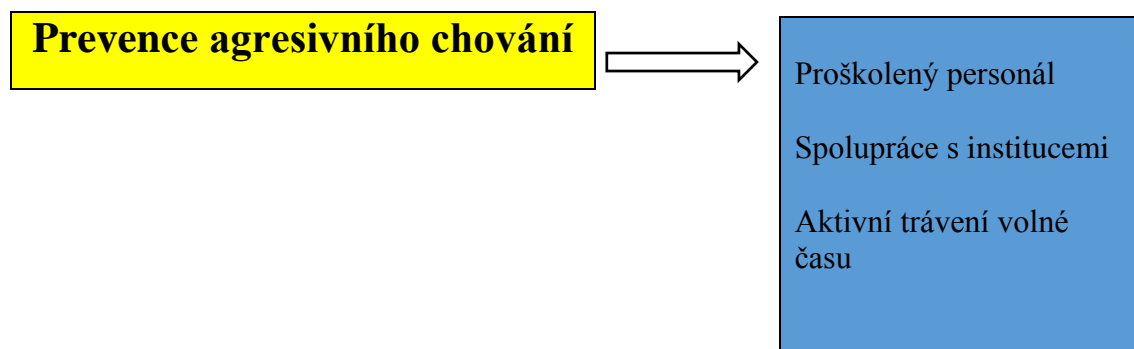 Prevence agresivního chování
Proškolený personál
Spolupráce s institucemi
Aktivní trávení volné
času